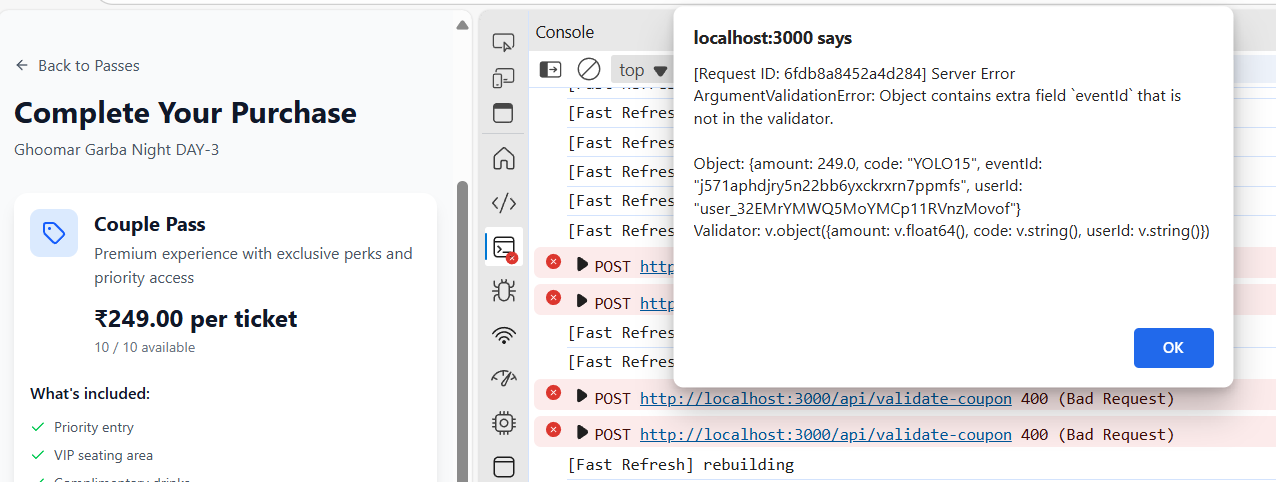 Back to Passes
Complete Your Purchase
Ghoomar Garba Night DAY-3
Couple Pass
Premium experience with exclusive perks and
priority access
₹249.00 per ticket
10 / 10 available
What's included:
Priority entry
VIP seating area
Complimentary drinks
Console
top
[Fast Refres
[Fast Refres
[Fast Refres
[Fast Refres
[Fast Refres
[Fast Refres
POST http
POST http
[Fast Refres
[Fast Refres
POST http://localhost:3000/api/validate-coupon 400 (Bad Request)
POST http://localhost:3000/api/validate-coupon 400 (Bad Request)
[Fast Refresh] rebuilding
localhost:3000 says
[Request ID: 6fdb8a8452a4d284] Server Error
ArgumentValidationError: Object contains extra field `eventId` that is
not in the validator.
Object: {amount: 249.0, code: "YOLO15", eventId:
"j571aphdjry5n22bb6yxckrxrn7ppmfs", userId:
"user_32EMrYMWQ5MoYMCp11RVnzMovof"}
Validator: v.object({amount: v.float64(), code: v.string(), userId: v.string()})
OK